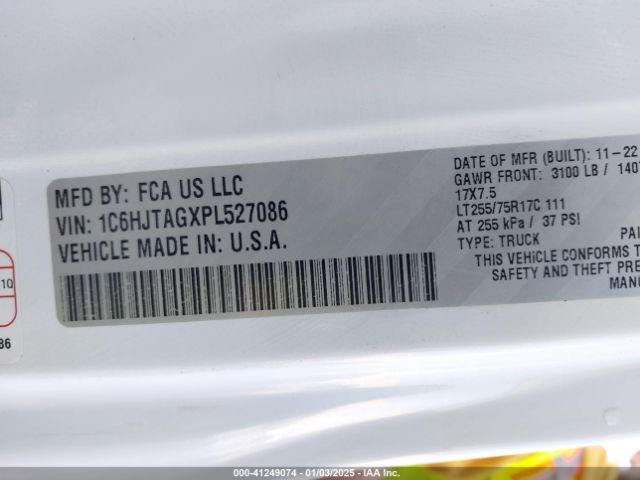 MFD BY: FCA US LLC
VIN: 1C6HJTAGXPL527086
VEHICLE MADE IN: U.S.A.
DATE OF MFR (BUILT): 11-22
GAWR FRONT: 3100 LB / 140
17X7.5
LT255/75R17C 111
AT 255 kPa / 37 PSI
TYPE: TRUCK
PAI
THIS VEHICLE CONFORMS T
SAFETY AND THEFT PRE
MANU
10
86
000-41249074 - 01/03/2025 - IAA Inc.